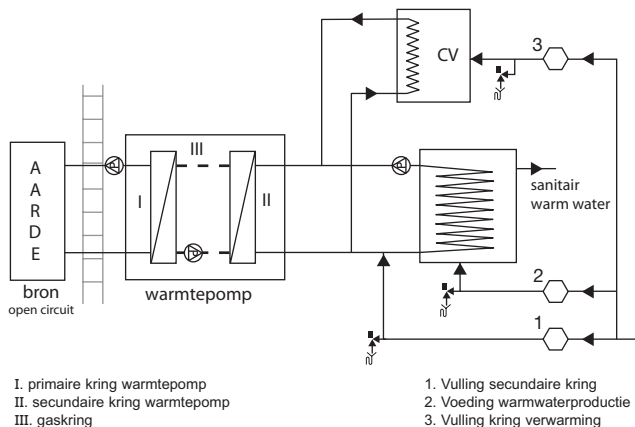 CV
3
A
A
R
D
E
bron
open circuit
I
III
II
warmtepomp
sanitair
warm water
2
1
I. primaire kring warmtepomp
II. secundaire kring warmtepomp
III. gaskring
1. Vulling secundaire kring
2. Voeding warmwaterproductie
3. Vulling kring verwarming